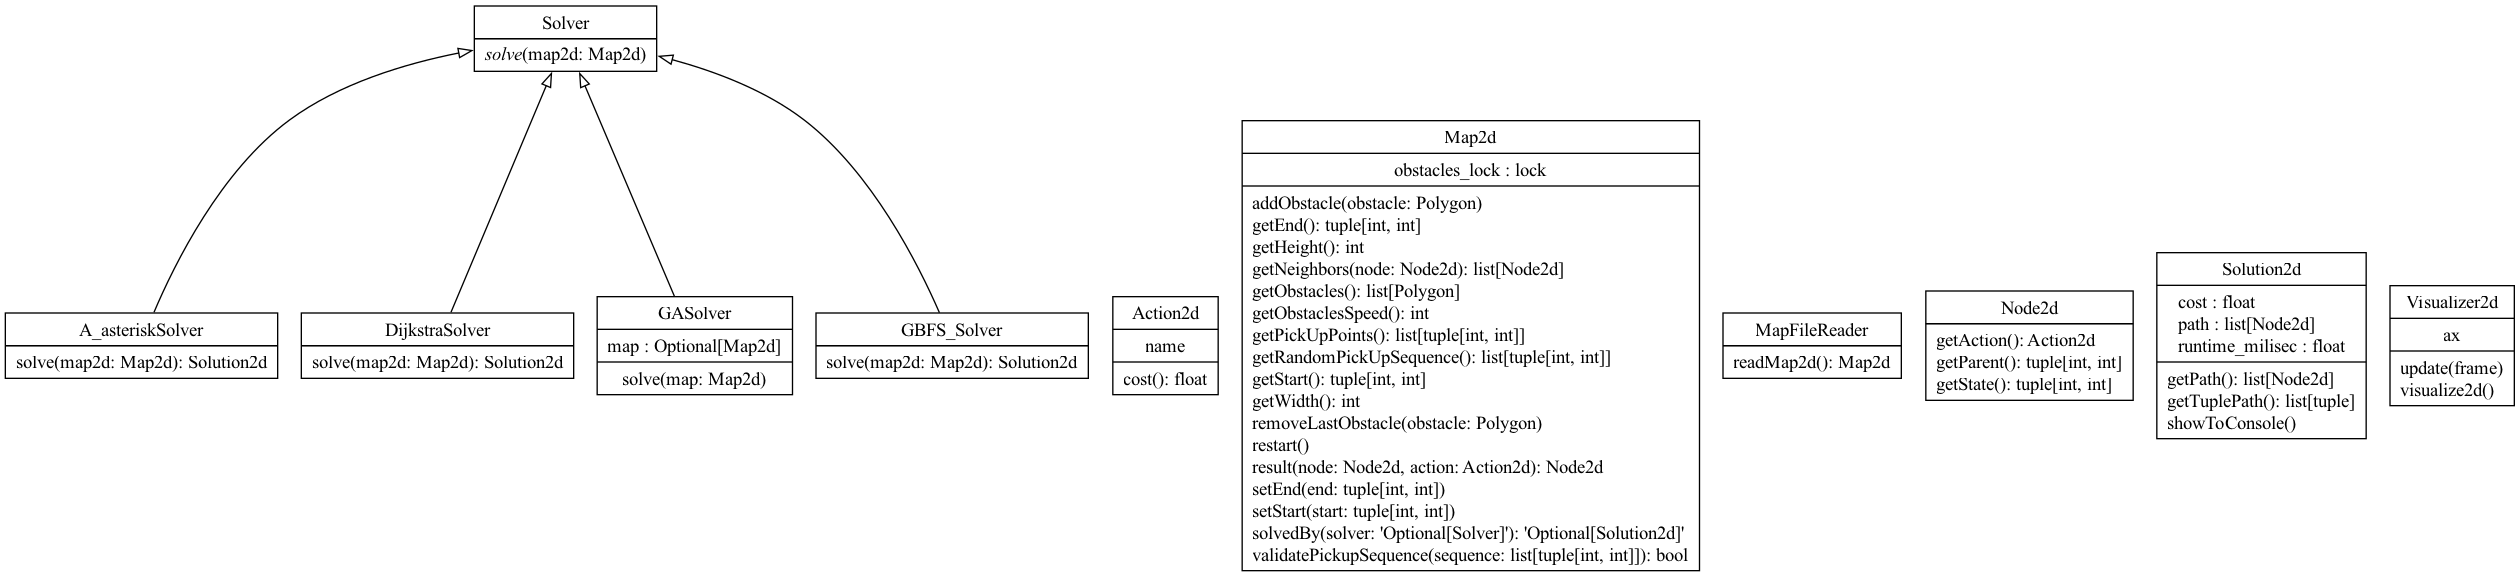 Solver
solve(map2d: Map2d)
A_asteriskSolver
solve(map2d: Map2d): Solution2d
DijkstraSolver
solve(map2d: Map2d): Solution2d
GASolver
map : Optional[Map2d]
solve(map: Map2d)
GBFS_Solver
solve(map2d: Map2d): Solution2d
Action2d
name
cost(): float
Map2d
obstacles_lock : lock
addObstacle(obstacle: Polygon)
getEnd(): tuple[int, int]
getHeight(): int
getNeighbors(node: Node2d): list[Node2d]
getObstacles(): list[Polygon]
getObstaclesSpeed(): int
getPickUpPoints(): list[tuple[int, int]]
getRandomPickUpSequence(): list[tuple[int, int]]
getStart(): tuple[int, int]
getWidth(): int
removeLastObstacle(obstacle: Polygon)
restart()
result(node: Node2d, action: Action2d): Node2d
setEnd(end: tuple[int, int])
setStart(start: tuple[int, int])
solvedBy(solver: 'Optional[Solver]'): 'Optional[Solution2d]'
validatePickupSequence(sequence: list[tuple[int, int]]): bool
MapFileReader
readMap2d(): Map2d
Node2d
getAction(): Action2d
getParent(): tuple[int, int]
getState(): tuple[int, int]
Solution2d
cost : float
path : list[Node2d]
runtime_milisec : float
getPath(): list[Node2d]
getTuplePath(): list[tuple]
showToConsole()
Visualizer2d
ax
update(frame)
visualize2d()